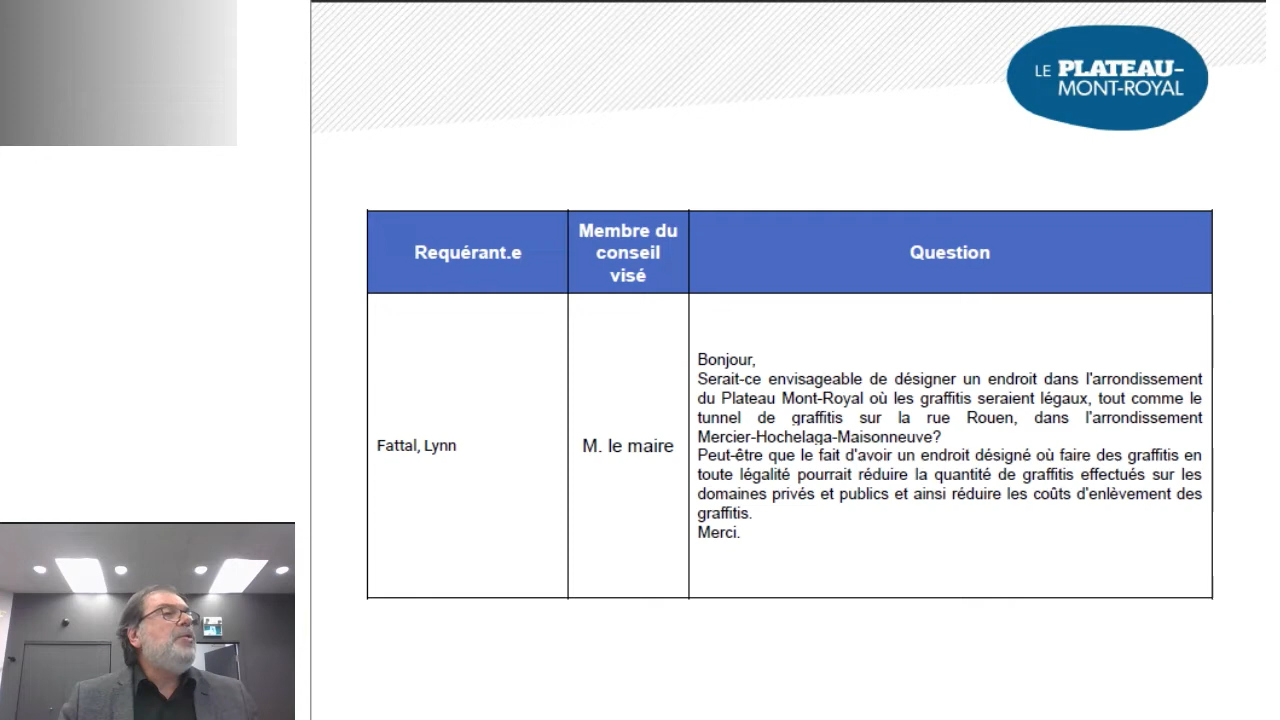 LE PLATEAU-
MONT-ROYAL
Requérant.e
Membre du
conseil
visé
Question
Fattal, Lynn
M. le maire
Bonjour,
Serait-ce envisageable de désigner un endroit dans l'arrondissement
du Plateau Mont-Royal où les graffitis seraient légaux, tout comme le
tunnel de graffitis sur la rue Rouen, dans l'arrondissement
Mercier-Hochelaga-Maisonneuve?
Peut-être que le fait d'avoir un endroit désigné où faire des graffitis en
toute légalité pourrait réduire la quantité de graffitis effectués sur les
domaines privés et publics et ainsi réduire les coûts d'enlèvement des
graffitis.
Merci.